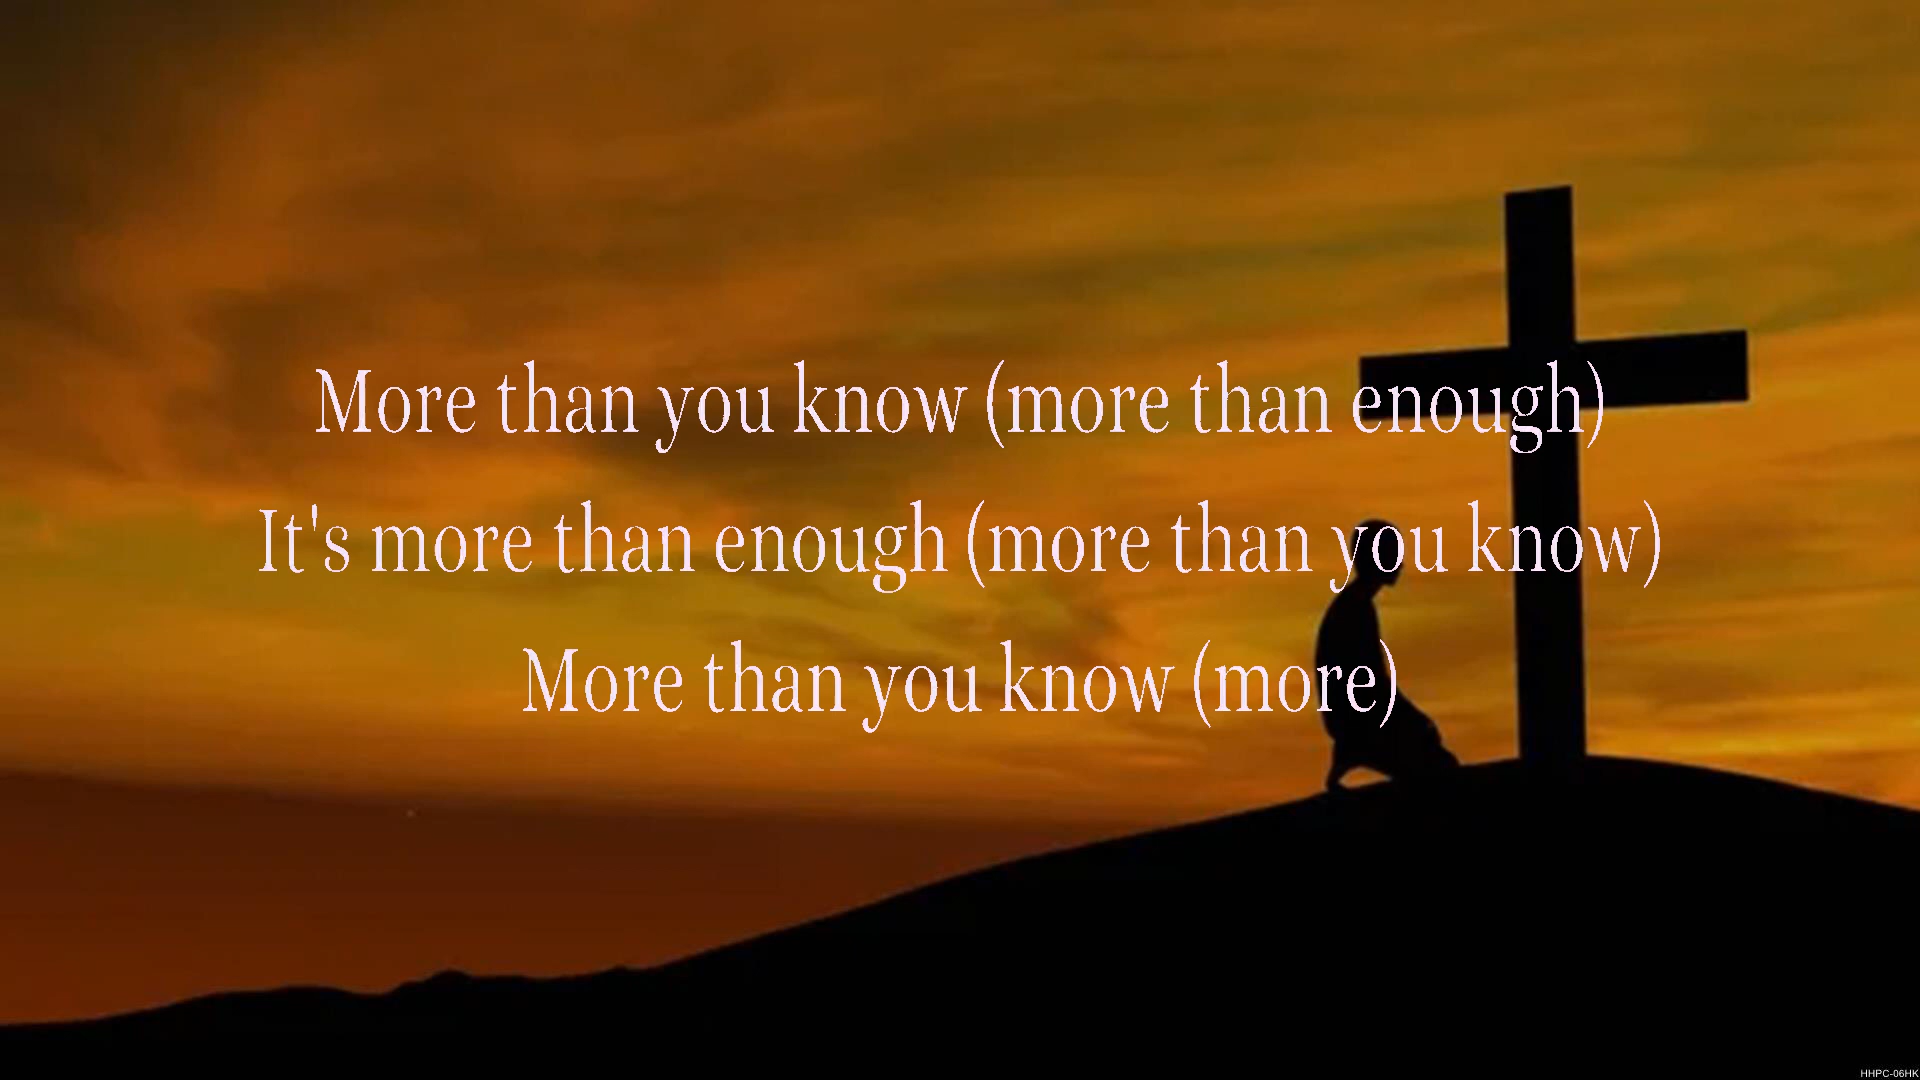 More than you know (more than enough)
It's more than enough (more than you know)
More than you know (more)
HHPC-06HK